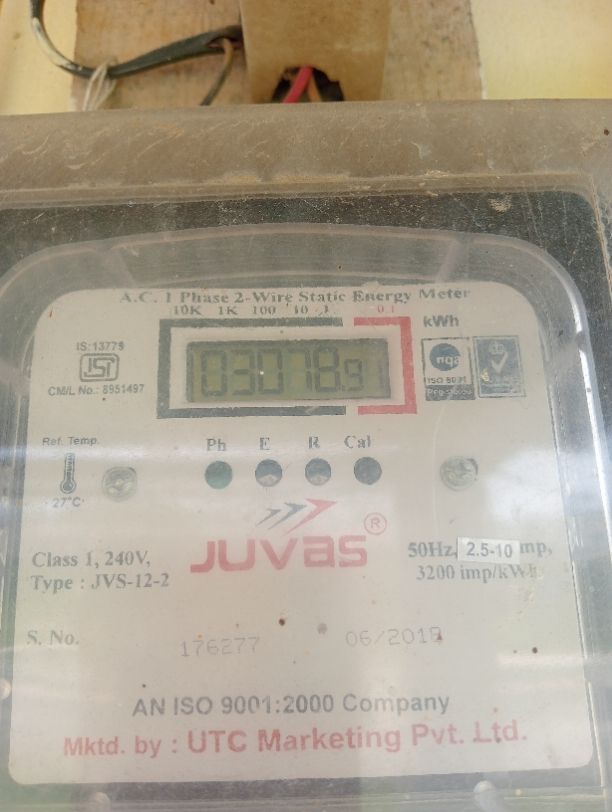 A.C. 1 Phase 2-Wire Static Energy Meter
10K 1K 100 10 1 0.1
kWh
03078.9
IS:13779
CM/L No.: 8951497
nqa
ISO 9001
Ref. Temp.
27°C
Ph E R Cal
JUVAS®
Class 1, 240V,
Type : JVS-12-2
50Hz, 2.5-10 mp,
3200 imp/kWh
S. No. 176277 06/2018
AN ISO 9001:2000 Company
Mktd. by : UTC Marketing Pvt. Ltd.